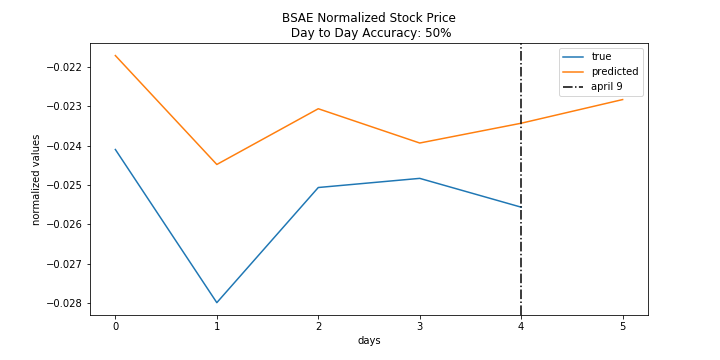 BSAE Normalized Stock Price
Day to Day Accuracy: 50%
true
predicted
april 9
−0.022
−0.023
−0.024
−0.025
−0.026
−0.027
−0.028
normalized values
0 1 2 3 4 5
days